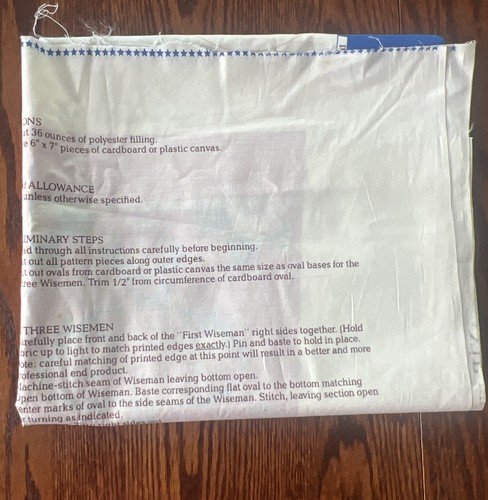 ONS
ut 36 ounces of polyester filling.
e 6" x 7" pieces of cardboard or plastic canvas.
ALLOWANCE
unless otherwise specified.
MINARY STEPS
d through all instructions carefully before beginning.
t out all pattern pieces along outer edges.
t out ovals from cardboard or plastic canvas the same size as oval bases for the
ree Wisemen. Trim 1/2" from circumference of cardboard oval.
THREE WISEMEN
refully place front and back of the "First Wiseman" right sides together. (Hold
bric up to light to match printed edges exactly.) Pin and baste to hold in place.
ote: careful matching of printed edge at this point will result in a better and more
ofessional end product.
achine-stitch seam of Wiseman leaving bottom open.
pen bottom of Wiseman. Baste corresponding flat oval to the bottom matching
enter marks of oval to the side seams of the Wiseman. Stitch, leaving section open
r turning as indicated.